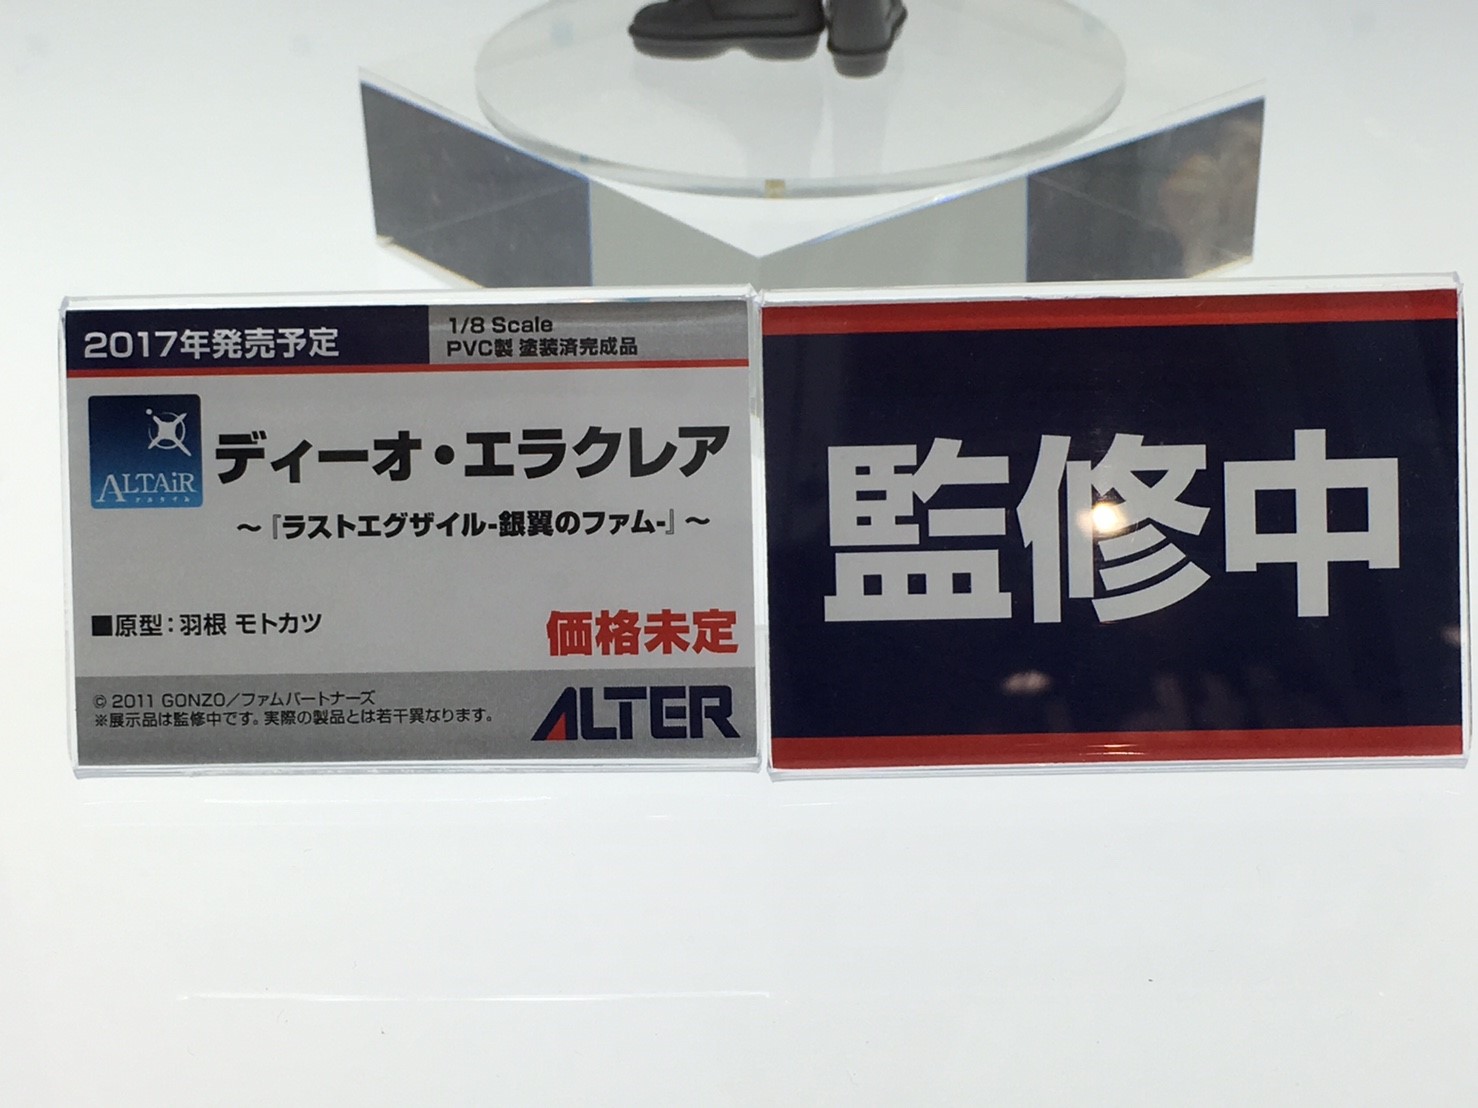 2017年発売予定
1/8 Scale
PVC製 塗装済完成品
ALTAiR
アルタイル
ディーオ・エラクレア
～『ラストエグザイル-銀翼のファム-』～
■原型：羽根 モトカツ
価格未定
© 2011 GONZO／ファムパートナーズ
※展示品は監修中です。実際の製品とは若干異なります。
ALTER
監修中